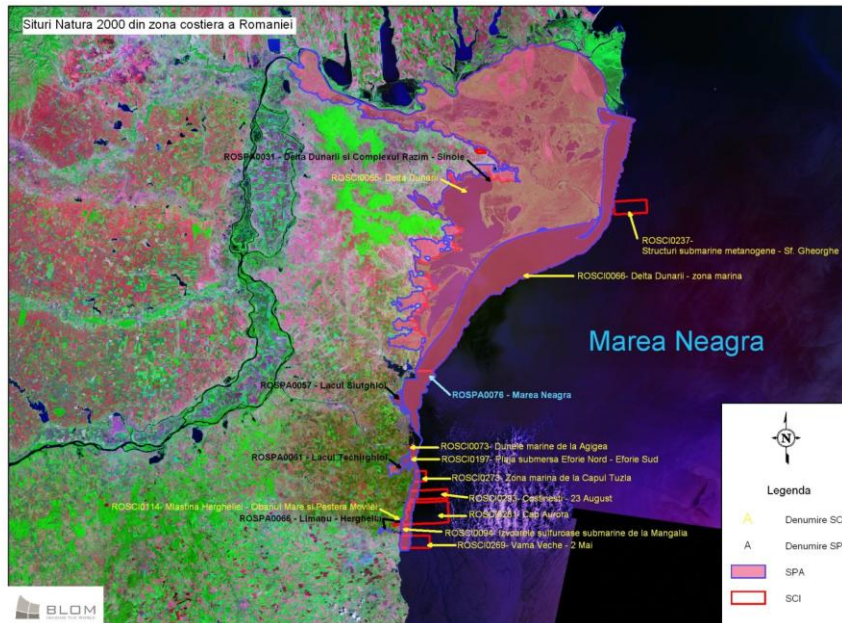 Situri Natura 2000 din zona costiera a Romaniei
ROSPA0031 - Delta Dunarii si Complexul Razim - Sinoie
ROSCI0065- Delta Dunarii
ROSCI0237-
Structuri submarine metanogene - Sf. Gheorghe
ROSCI0066- Delta Dunarii - zona marina
Marea Neagra
ROSPA0057 - Lacul Siutghiol
ROSPA0076 - Marea Neagra
ROSCI0073- Dunele marine de la Agigea
ROSCI0197- Plaja submersa Eforie Nord - Eforie Sud
ROSPA0061 - Lacul Techirghiol
ROSCI0273- Zona marina de la Capul Tuzla
ROSCI0293- Costinesti - 23 August
ROSCI0114- Mlastina Hergheliei - Obanul Mare si Pestera Movilei
ROSCI0281- Cap Aurora
ROSPA0066 - Limanu - Herghelia
ROSCI0094- Izvoarele sulfuroase submarine de la Mangalia
ROSCI0269- Vama Veche - 2 Mai
N
Legenda
A Denumire SC
A Denumire SP
SPA
SCI
BLOM